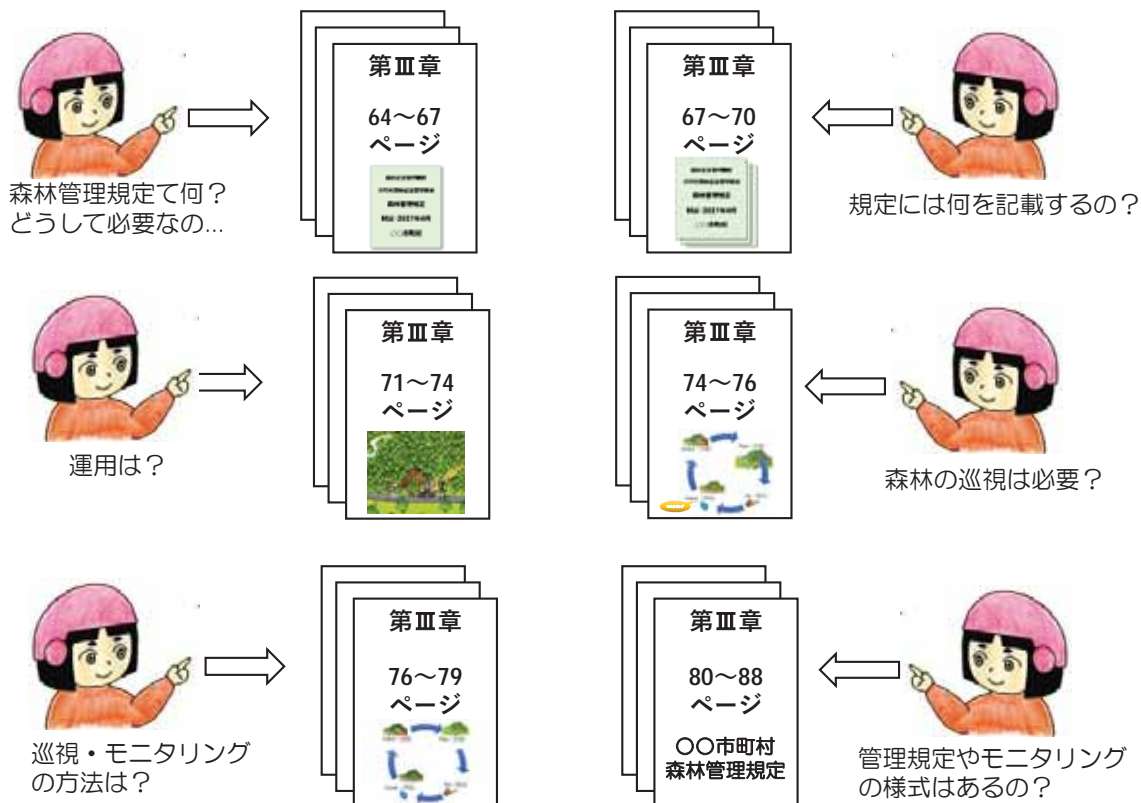 第Ⅲ章
64〜67
ページ
森林管理規定て何？
どうして必要なの...
第Ⅲ章
67〜70
ページ
規定には何を記載するの？
第Ⅲ章
71〜74
ページ
運用は？
第Ⅲ章
74〜76
ページ
森林の巡視は必要？
第Ⅲ章
76〜79
ページ
巡視・モニタリング
の方法は？
第Ⅲ章
80〜88
ページ
〇〇市町村
森林管理規定
管理規定やモニタリング
の様式はあるの？